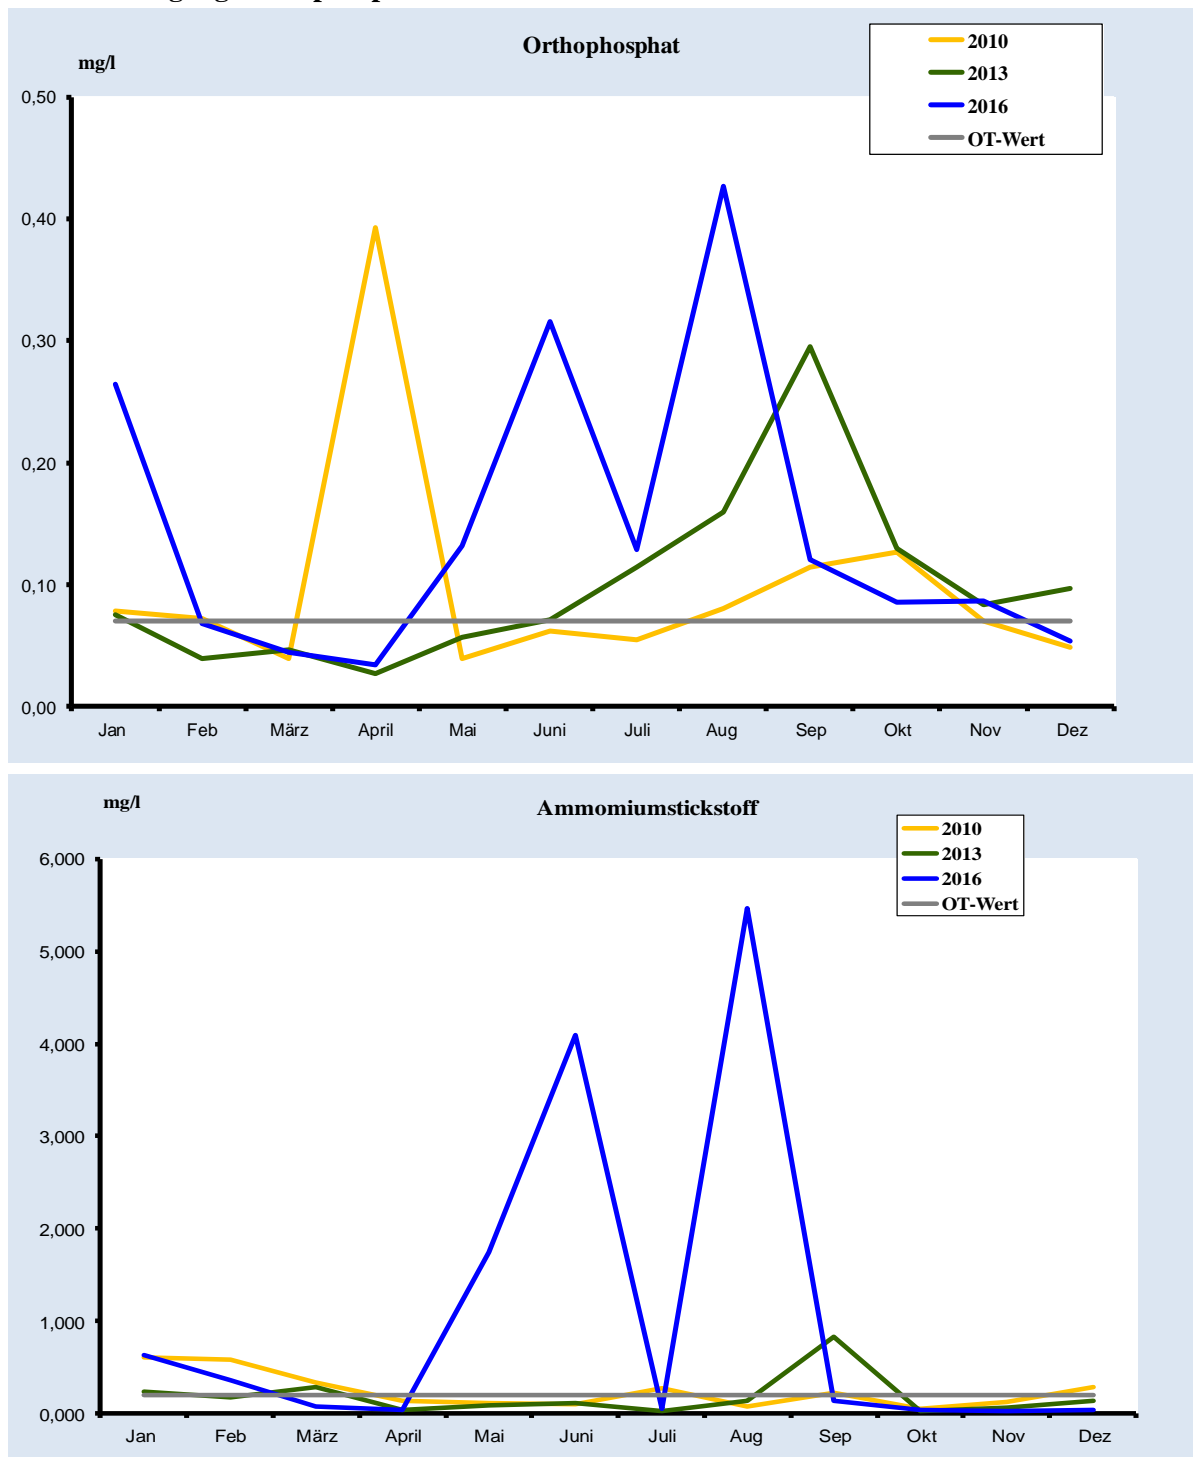 Orthophosphat
mg/l
2010
2013
2016
OT-Wert
0,50
0,40
0,30
0,20
0,10
0,00
Jan Feb März April Mai Juni Juli Aug Sep Okt Nov Dez
mg/l
Ammomiumstickstoff
2010
2013
2016
OT-Wert
6,000
5,000
4,000
3,000
2,000
1,000
0,000
Jan Feb März April Mai Juni Juli Aug Sep Okt Nov Dez